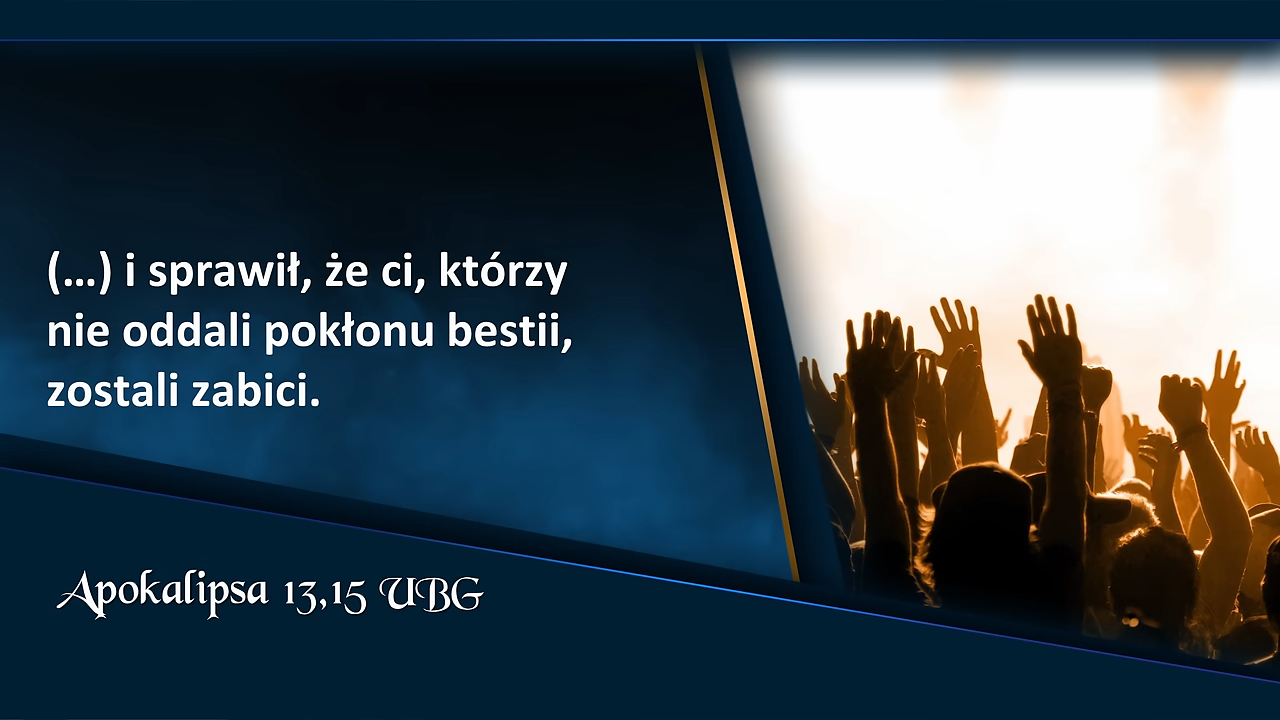 (…) i sprawił, że ci, którzy
nie oddali pokłonu bestii,
zostali zabici.
Apokalipsa 13,15 UBG